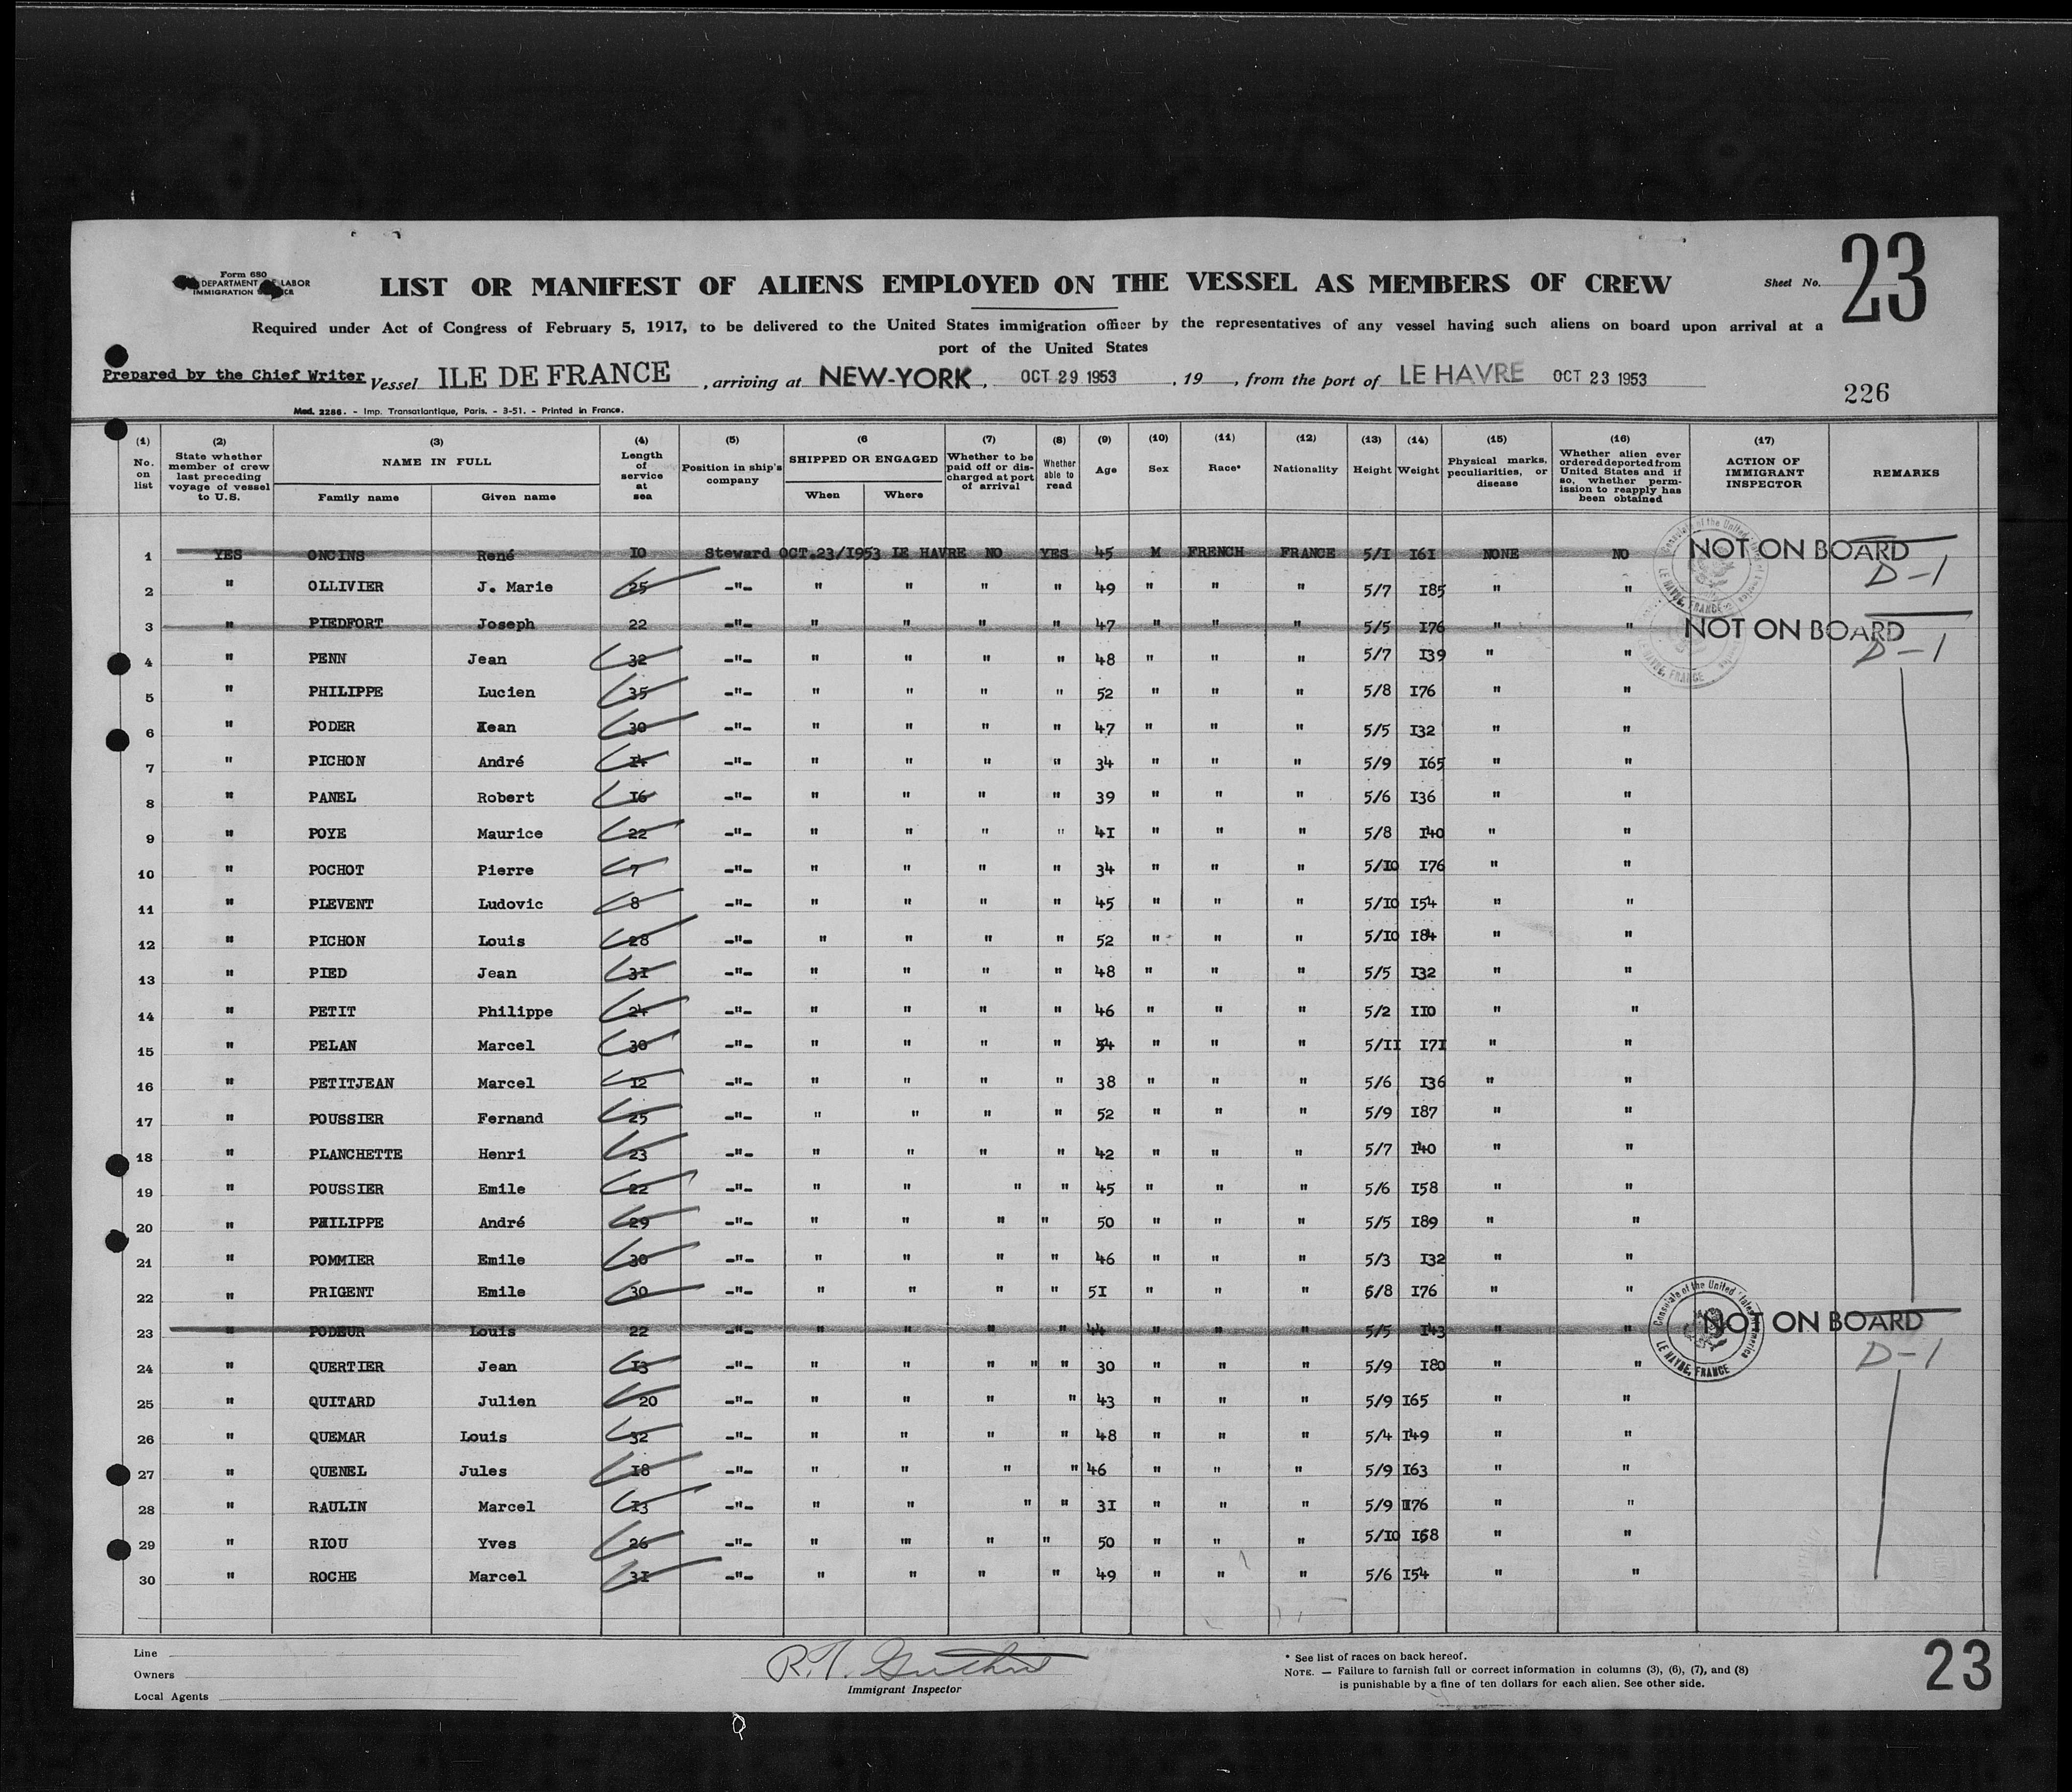 Form 680
DEPARTMENT LABOR
IMMIGRATION
LIST OR MANIFEST OF ALIENS EMPLOYED ON THE VESSEL AS MEMBERS OF CREW
Sheet No. 23
Required under Act of Congress of February 5, 1917, to be delivered to the United States immigration officer by the representatives of any vessel having such aliens on board upon arrival at a
port of the United States
Prepared by the Chief Writer Vessel ILE DE FRANCE, arriving at NEW-YORK, OCT 29 1953, 19, from the port of LE HAVRE OCT 23 1953
226
Mod. 2286. - Imp. Transatlantique, Paris. - 3-51. - Printed in France.
(1) No. on list (2) State whether member of crew last preceding voyage of vessel to U.S. (3) NAME IN FULL Family name Given name (4) Length of service at sea (5) Position in ship's company (6 SHIPPED OR ENGAGED When Where (7) Whether to be paid off or discharged at port of arrival (8) Whether able to read (9) Age (10) Sex (11) Race* (12) Nationality (13) Height (14) Weight (15) Physical marks, peculiarities, or disease (16) Whether alien ever ordered deported from United States and if so, whether permission to reapply has been obtained (17) ACTION OF IMMIGRANT INSPECTOR REMARKS
1 YES ONCINS René 10 Steward OCT.23/1953 LE HAVRE NO YES 45 M FRENCH FRANCE 5/1 161 NONE NO NOT ON BOARD D-1
2 " OLLIVIER J. Marie 25 -"- " " " " 49 " " " 5/7 185 " "
3 " PIEDFORT Joseph 22 -"- " " " " 47 " " " 5/5 176 " " NOT ON BOARD D-1
4 " PENN Jean 32 -"- " " " " 48 " " " 5/7 139 " "
5 " PHILIPPE Lucien 35 -"- " " " " 52 " " " 5/8 176 " "
6 " PODER Jean 30 -"- " " " " 47 " " " 5/5 132 " "
7 " PICHON André 14 -"- " " " " 34 " " " 5/9 165 " "
8 " PANEL Robert 16 -"- " " " " 39 " " " 5/6 136 " "
9 " POYE Maurice 22 -"- " " " " 41 " " " 5/8 140 " "
10 " POCHOT Pierre 7 -"- " " " " 34 " " " 5/10 176 " "
11 " PLEVENT Ludovic 8 -"- " " " " 45 " " " 5/10 154 " "
12 " PICHON Louis 28 -"- " " " " 52 " " " 5/10 184 " "
13 " PIED Jean 31 -"- " " " " 48 " " " 5/5 132 " "
14 " PETIT Philippe 24 -"- " " " " 46 " " " 5/2 110 " "
15 " PELAN Marcel 30 -"- " " " " 54 " " " 5/11 171 " "
16 " PETITJEAN Marcel 12 -"- " " " " 38 " " " 5/6 136 " "
17 " POUSSIER Fernand 25 -"- " " " " 52 " " " 5/9 187 " "
18 " PLANCHETTE Henri 23 -"- " " " " 42 " " " 5/7 140 " "
19 " POUSSIER Emile 22 -"- " " " " 45 " " " 5/6 158 " "
20 " PHILIPPE André 29 -"- " " " " 50 " " " 5/5 189 " "
21 " POMMIER Emile 30 -"- " " " " 46 " " " 5/3 132 " "
22 " PRIGENT Emile 30 -"- " " " " 51 " " " 6/8 176 " "
23 " PODEUR Louis 22 -"- " " " " 44 " " " 5/5 143 " " NOT ON BOARD D-1
Consulate of the United States of America LE HAVRE, FRANCE
24 " QUERTIER Jean 13 -"- " " " " " 30 " " " 5/9 180 " "
25 " QUITARD Julien 20 -"- " " " " 43 " " " 5/9 165 " "
26 " QUEMAR Louis 32 -"- " " " " 48 " " " 5/4 149 " "
27 " QUENEL Jules 18 -"- " " " " 46 " " " 5/9 163 " "
28 " RAULIN Marcel 13 -"- " " " " 31 " " " 5/9 176 " "
29 " RIOU Yves 26 -"- " "' " " 50 " " " 5/10 168 " "
30 " ROCHE Marcel 31 -"- " " " " 49 " " " 5/6 154 " "
Line
Owners
Local Agents
Immigrant Inspector
* See list of races on back hereof.
NOTE. — Failure to furnish full or correct information in columns (3), (6), (7), and (8)
is punishable by a fine of ten dollars for each alien. See other side.
23